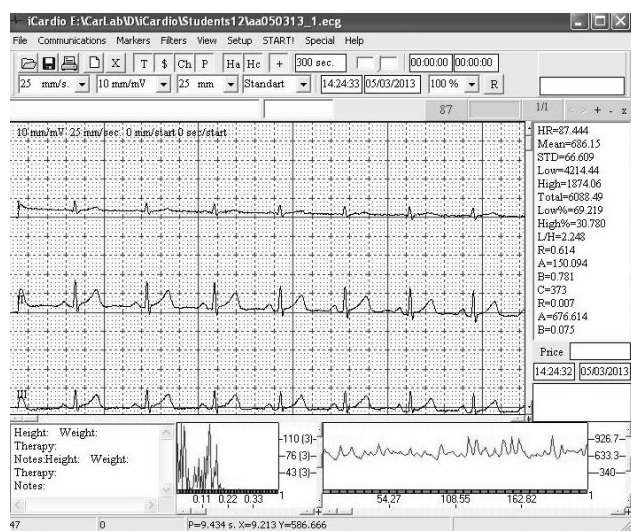 iCardio E:\CarLab\D\iCardio\Students12\aa050313_1.ecg
File Communications Markers Filters View Setup START! Special Help
X T $ Ch P Ha Hc + 300 sec. 00:00:00 00:00:00
25 mm/s. 10 mm/mV 25 mm Standart 14:24:33 05/03/2013 100 % R
87 1/1 < > + - x
10 mm/mV 25 mm/sec. 0 mm/start 0 sec/start
HR=87.444
Mean=686.15
STD=66.609
Low=4214.44
High=1874.06
Total=6088.49
Low%=69.219
High%=30.780
L/H=2.248
R=0.614
A=150.094
B=0.781
C=373
R=0.007
A=676.614
B=0.075
Price
14:24:32 05/03/2013
III
Height: Weight:
Therapy:
Notes:Height: Weight:
Therapy:
Notes:
110 (3)
76 (3)
43 (3)
0.11 0.22 0.33 1
926.7
633.3
340
54.27 108.55 162.82 1
47 0 P=9.434 s. X=9.213 Y=586.666